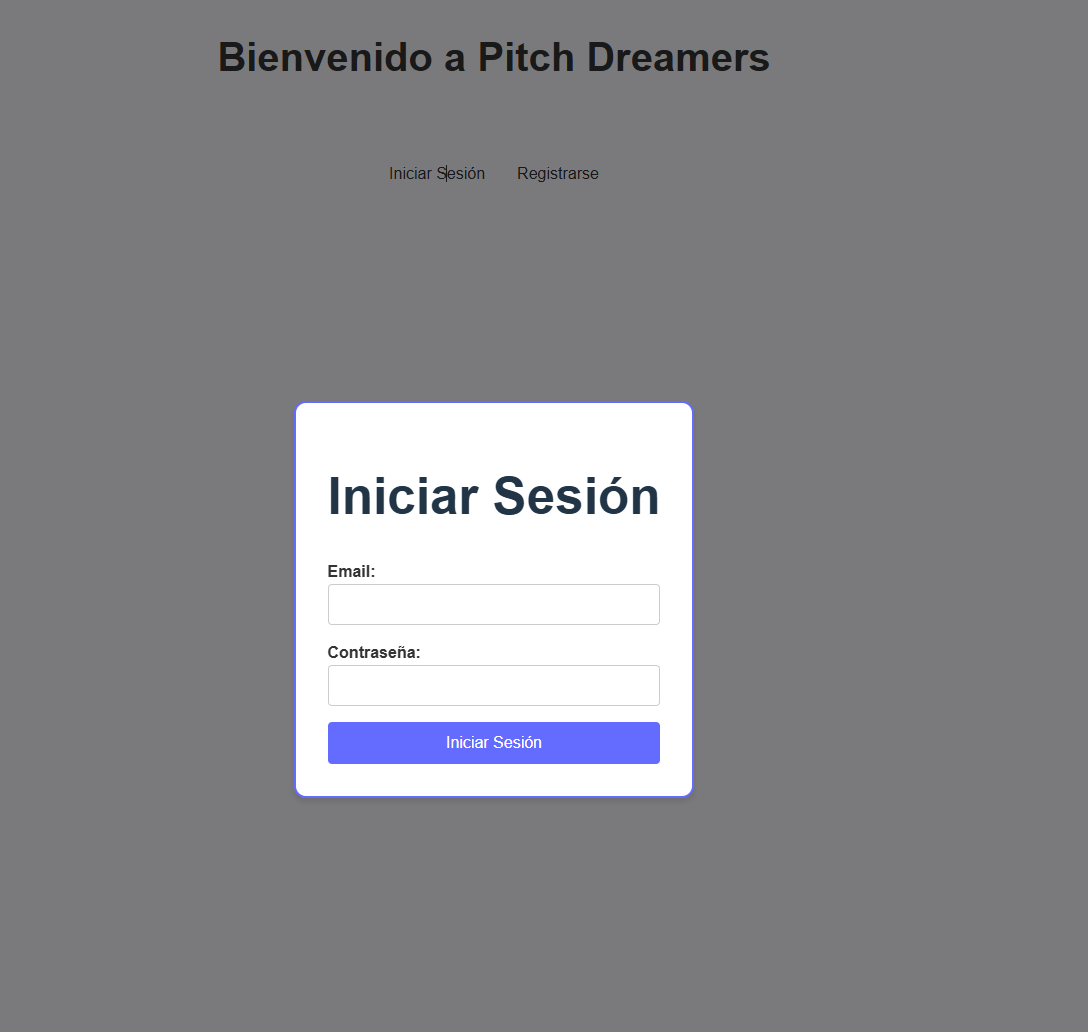 Bienvenido a Pitch Dreamers
Iniciar Sesión Registrarse
Iniciar Sesión
Email:
Contraseña:
Iniciar Sesión